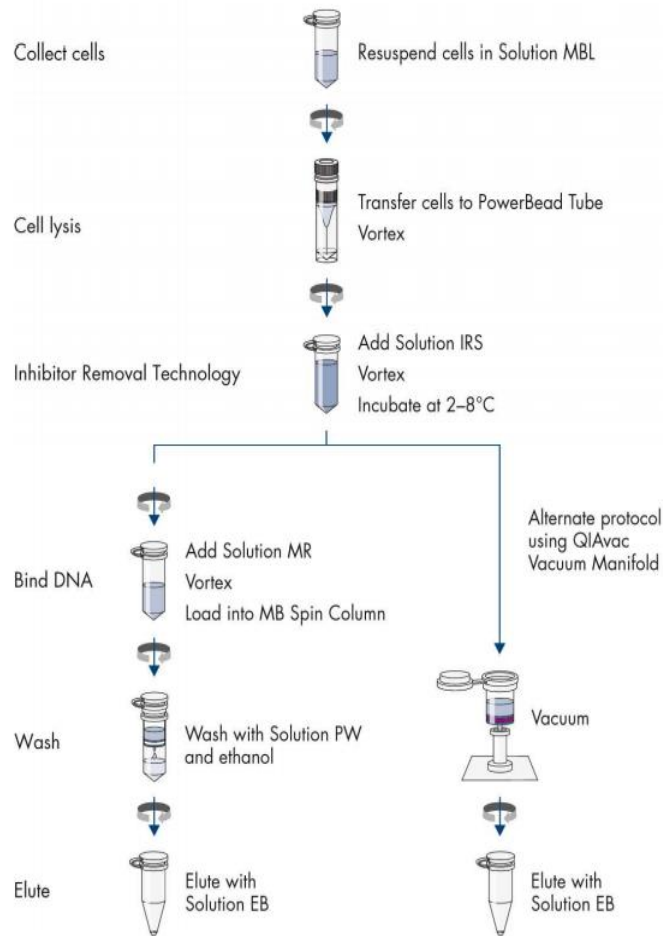 Collect cells
Resuspend cells in Solution MBL
Cell lysis
Transfer cells to PowerBead Tube
Vortex
Inhibitor Removal Technology
Add Solution IRS
Vortex
Incubate at 2–8°C
Alternate protocol
using QIAvac
Vacuum Manifold
Bind DNA
Add Solution MR
Vortex
Load into MB Spin Column
Wash
Wash with Solution PW
and ethanol
Vacuum
Elute
Elute with
Solution EB
Elute with
Solution EB